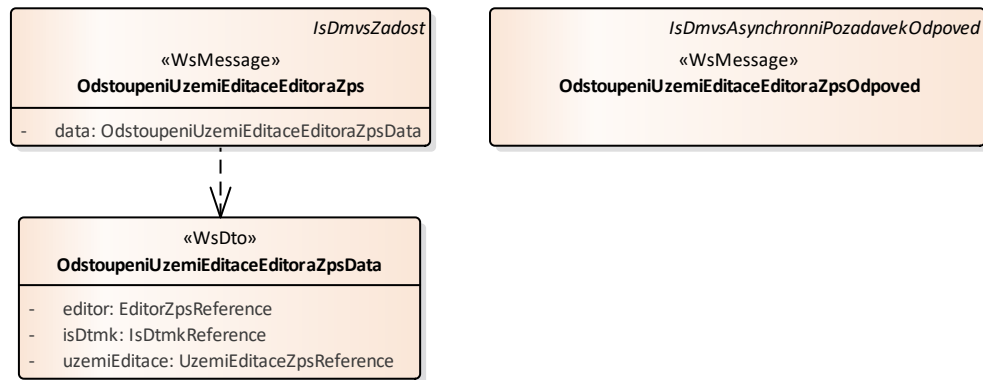 IsDmvsZadost
«WsMessage»
OdstoupeniUzemiEditaceEditoraZps
- data: OdstoupeniUzemiEditaceEditoraZpsData
IsDmvsAsynchronniPozadavekOdpoved
«WsMessage»
OdstoupeniUzemiEditaceEditoraZpsOdpoved
«WsDto»
OdstoupeniUzemiEditaceEditoraZpsData
- editor: EditorZpsReference
- isDtmk: IsDtmkReference
- uzemiEditace: UzemiEditaceZpsReference